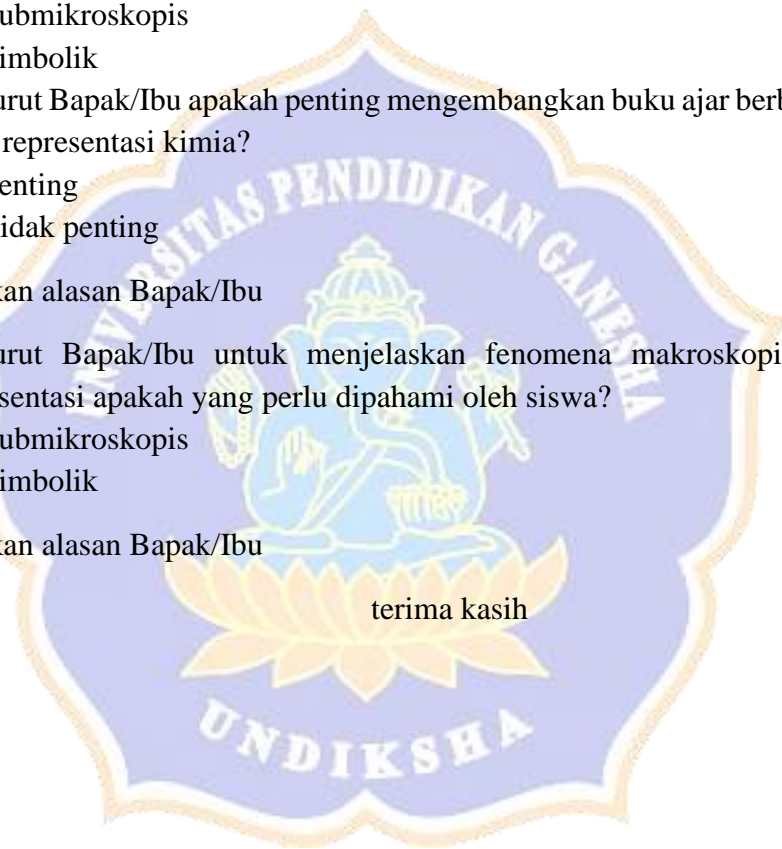 ubmikroskopis
imbolik
urut Bapak/Ibu apakah penting mengembangkan buku ajar berb
representasi kimia?
enting
idak penting
kan alasan Bapak/Ibu
urut Bapak/Ibu untuk menjelaskan fenomena makroskopi
sentasi apakah yang perlu dipahami oleh siswa?
ubmikroskopis
imbolik
kan alasan Bapak/Ibu
terima kasih
UNIVERSITAS PENDIDIKAN GANESHA
UNDIKSHA